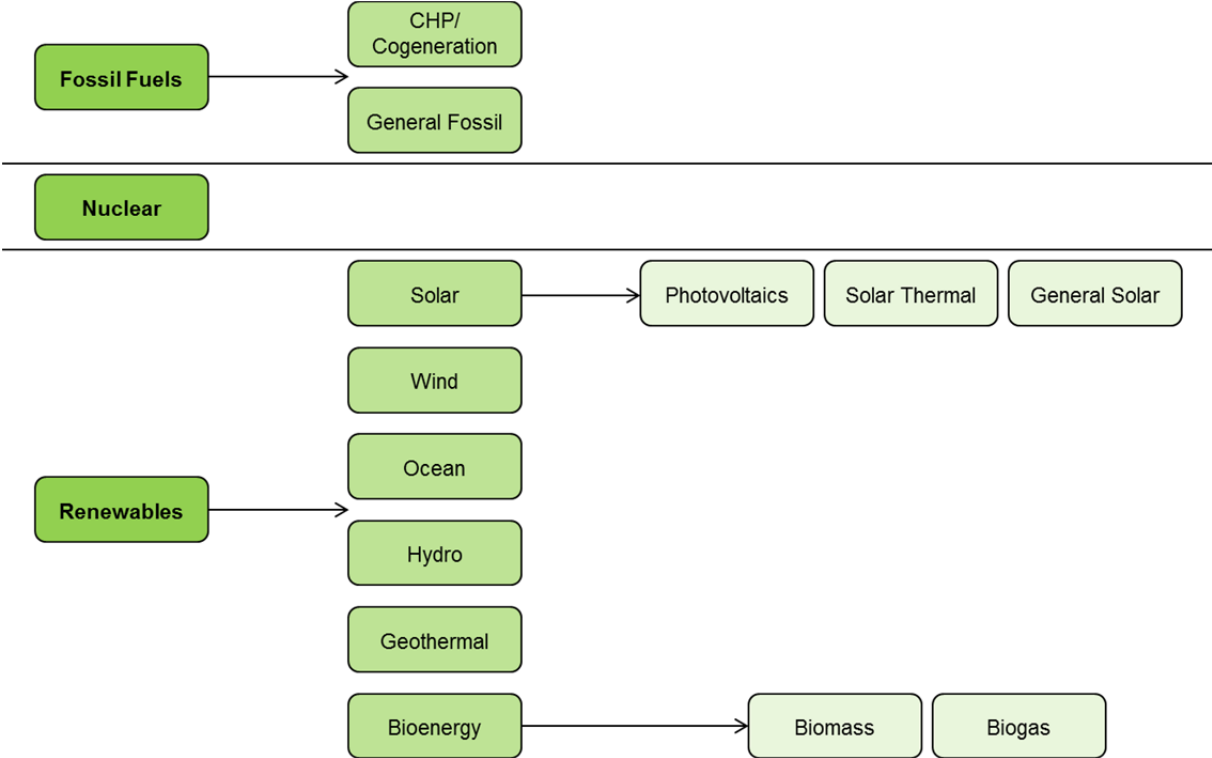 CHP/
Cogeneration
Fossil Fuels
General Fossil
Nuclear
Solar
Photovoltaics
Solar Thermal
General Solar
Wind
Ocean
Renewables
Hydro
Geothermal
Bioenergy
Biomass
Biogas